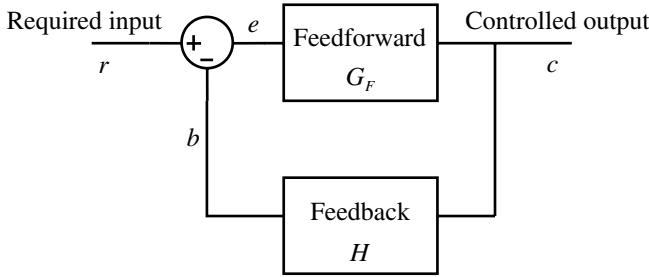 Required input
Controlled output
r
+
−
e
Feedforward
G_F
c
b
Feedback
H